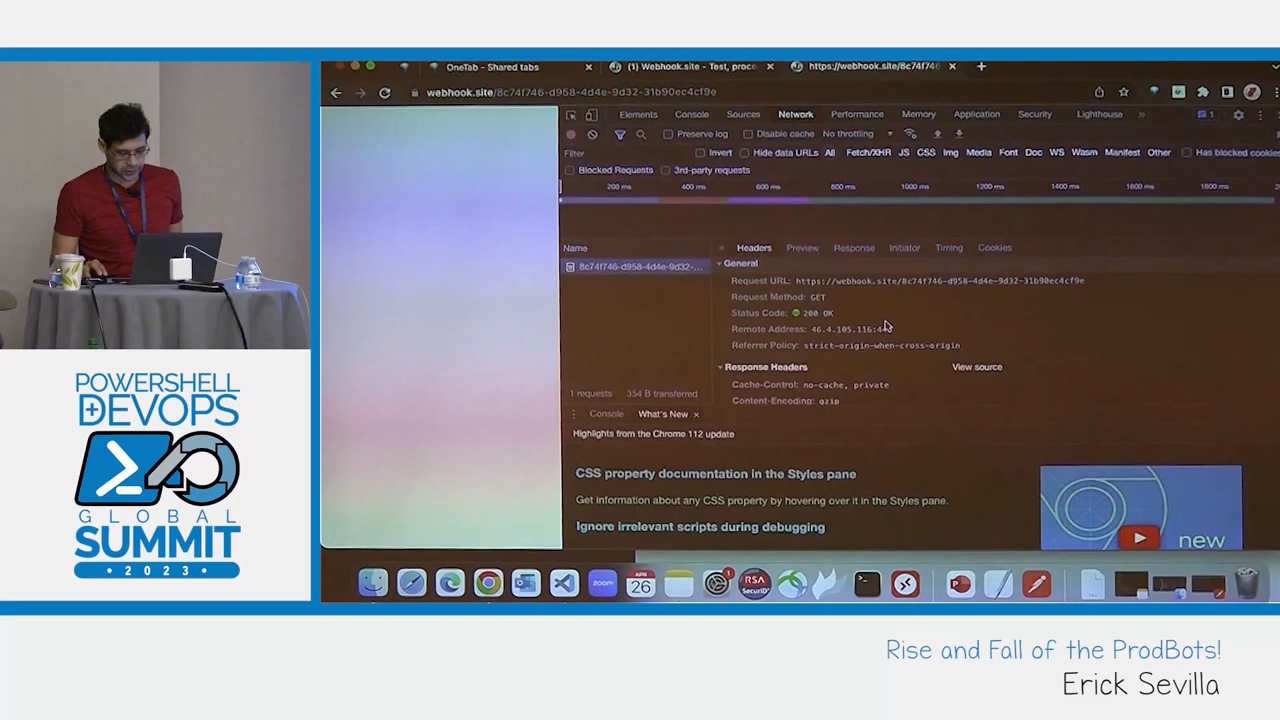 OneTab - Shared tabs
(1) Webhook.site - Test, proce
https://webhook.site/8c74f746
webhook.site/8c74f746-d958-4d4e-9d32-31b90ec4cf9e
Elements Console Sources Network Performance Memory Application Security Lighthouse » 1
Preserve log Disable cache No throttling
Filter Invert Hide data URLs All Fetch/XHR JS CSS Img Media Font Doc WS Wasm Manifest Other Has blocked cookies
Blocked Requests 3rd-party requests
200 ms 400 ms 600 ms 800 ms 1000 ms 1200 ms 1400 ms 1600 ms 1800 ms
Name
8c74f746-d958-4d4e-9d32-...
1 requests 354 B transferred
Headers Preview Response Initiator Timing Cookies
General
Request URL: https://webhook.site/8c74f746-d958-4d4e-9d32-31b90ec4cf9e
Request Method: GET
Status Code: 200 OK
Remote Address: 46.4.105.116:
Referrer Policy: strict-origin-when-cross-origin
Response Headers View source
Cache-Control: no-cache, private
Content-Encoding: gzip
Console What's New ×
Highlights from the Chrome 112 update
CSS property documentation in the Styles pane
Get information about any CSS property by hovering over it in the Styles pane.
Ignore irrelevant scripts during debugging
new
zoom
APR
26
1
RSA
SecurID
POWERSHELL
+DEVOPS
GLOBAL
SUMMIT
• 2023 •
Rise and Fall of the ProdBots!
Erick Sevilla